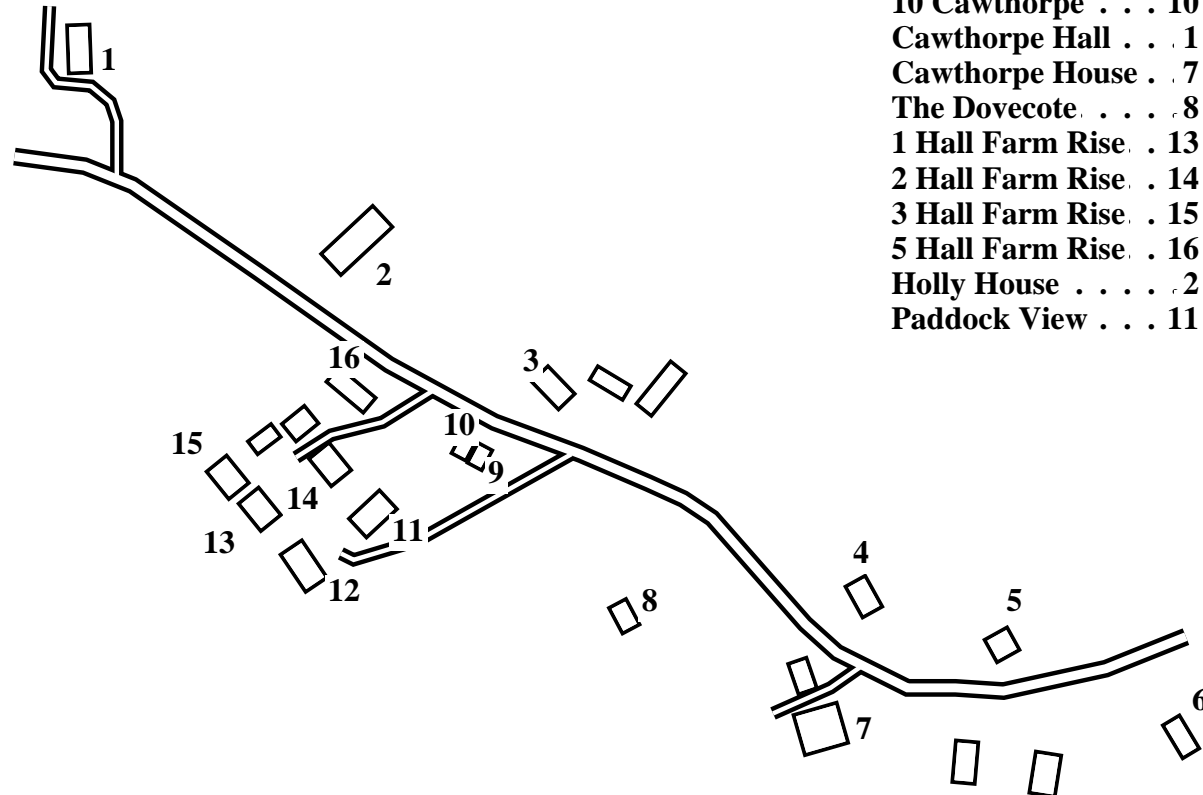 10 Cawthorpe . . . 10
Cawthorpe Hall . . . 1
Cawthorpe House . . 7
The Dovecote . . . . . 8
1 Hall Farm Rise . . 13
2 Hall Farm Rise . . 14
3 Hall Farm Rise . . 15
5 Hall Farm Rise . . 16
Holly House . . . . . 2
Paddock View . . . 11
1
2
16
3
10
15
9
14
11
13
12
4
8
5
6
7